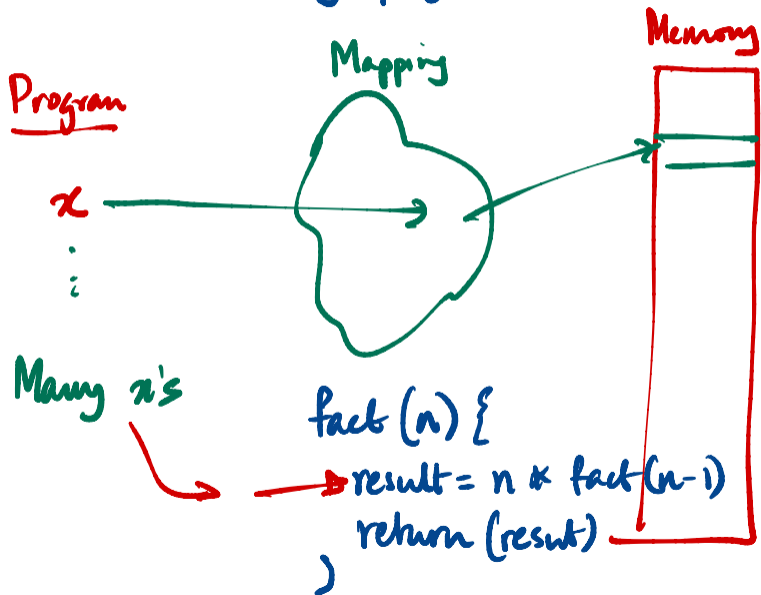 Memory
Mapping
Program
x
Many x's
fact (n) {
result = n * fact (n-1)
return (result)
}